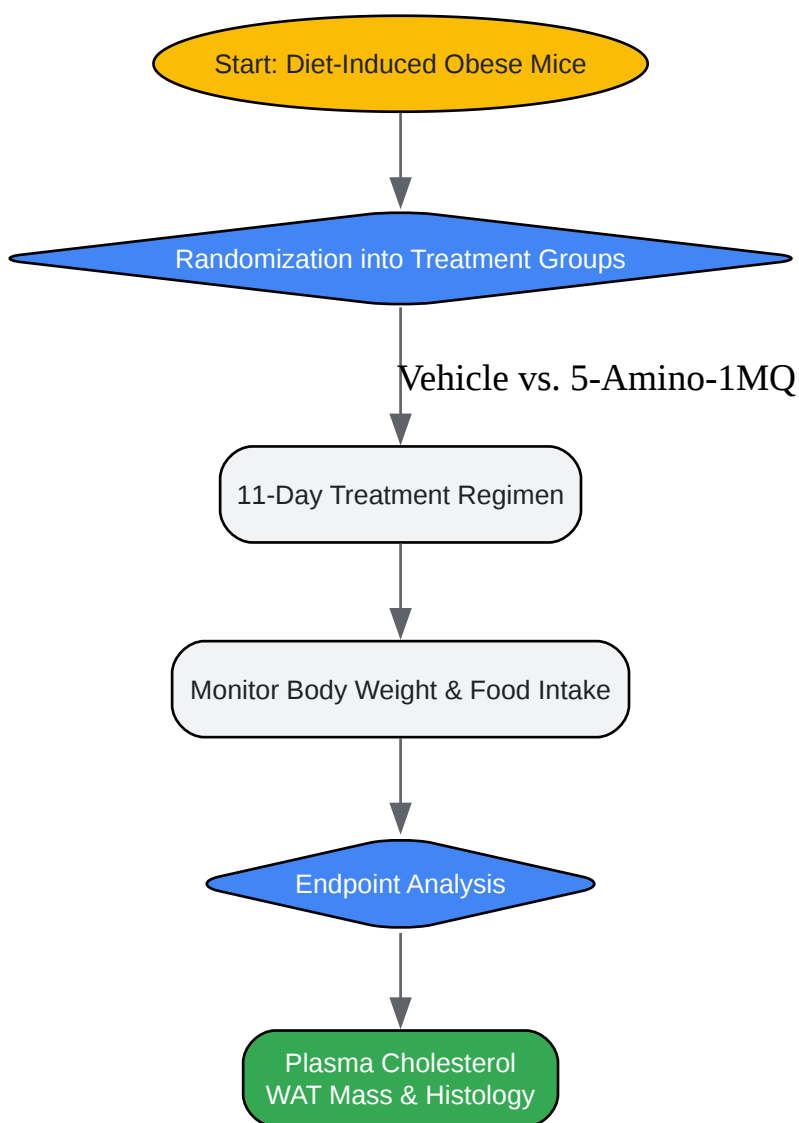 Start: Diet-Induced Obese Mice
Randomization into Treatment Groups
Vehicle vs. 5-Amino-1MQ
11-Day Treatment Regimen
Monitor Body Weight & Food Intake
Endpoint Analysis
Plasma Cholesterol
WAT Mass & Histology